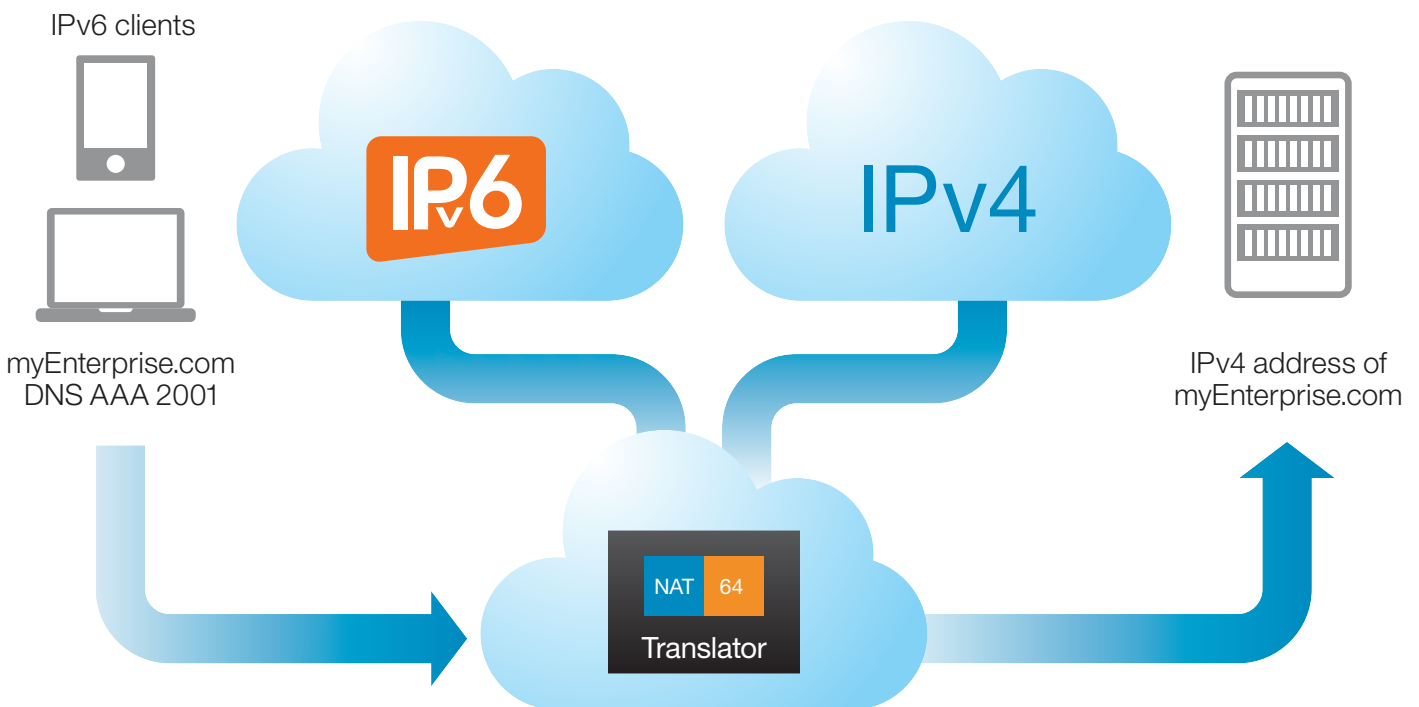 IPv6 clients
IPv6
IPv4
myEnterprise.com
DNS AAA 2001
IPv4 address of
myEnterprise.com
NAT 64
Translator